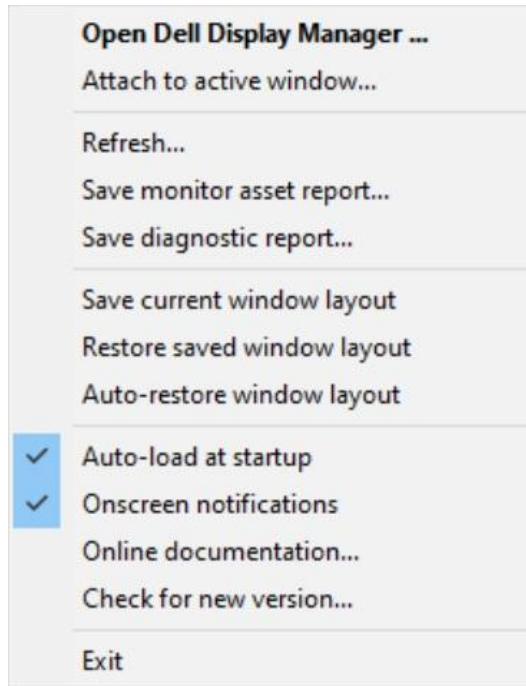 Open Dell Display Manager ...
Attach to active window...
Refresh...
Save monitor asset report...
Save diagnostic report...
Save current window layout
Restore saved window layout
Auto-restore window layout
Auto-load at startup
Onscreen notifications
Online documentation...
Check for new version...
Exit